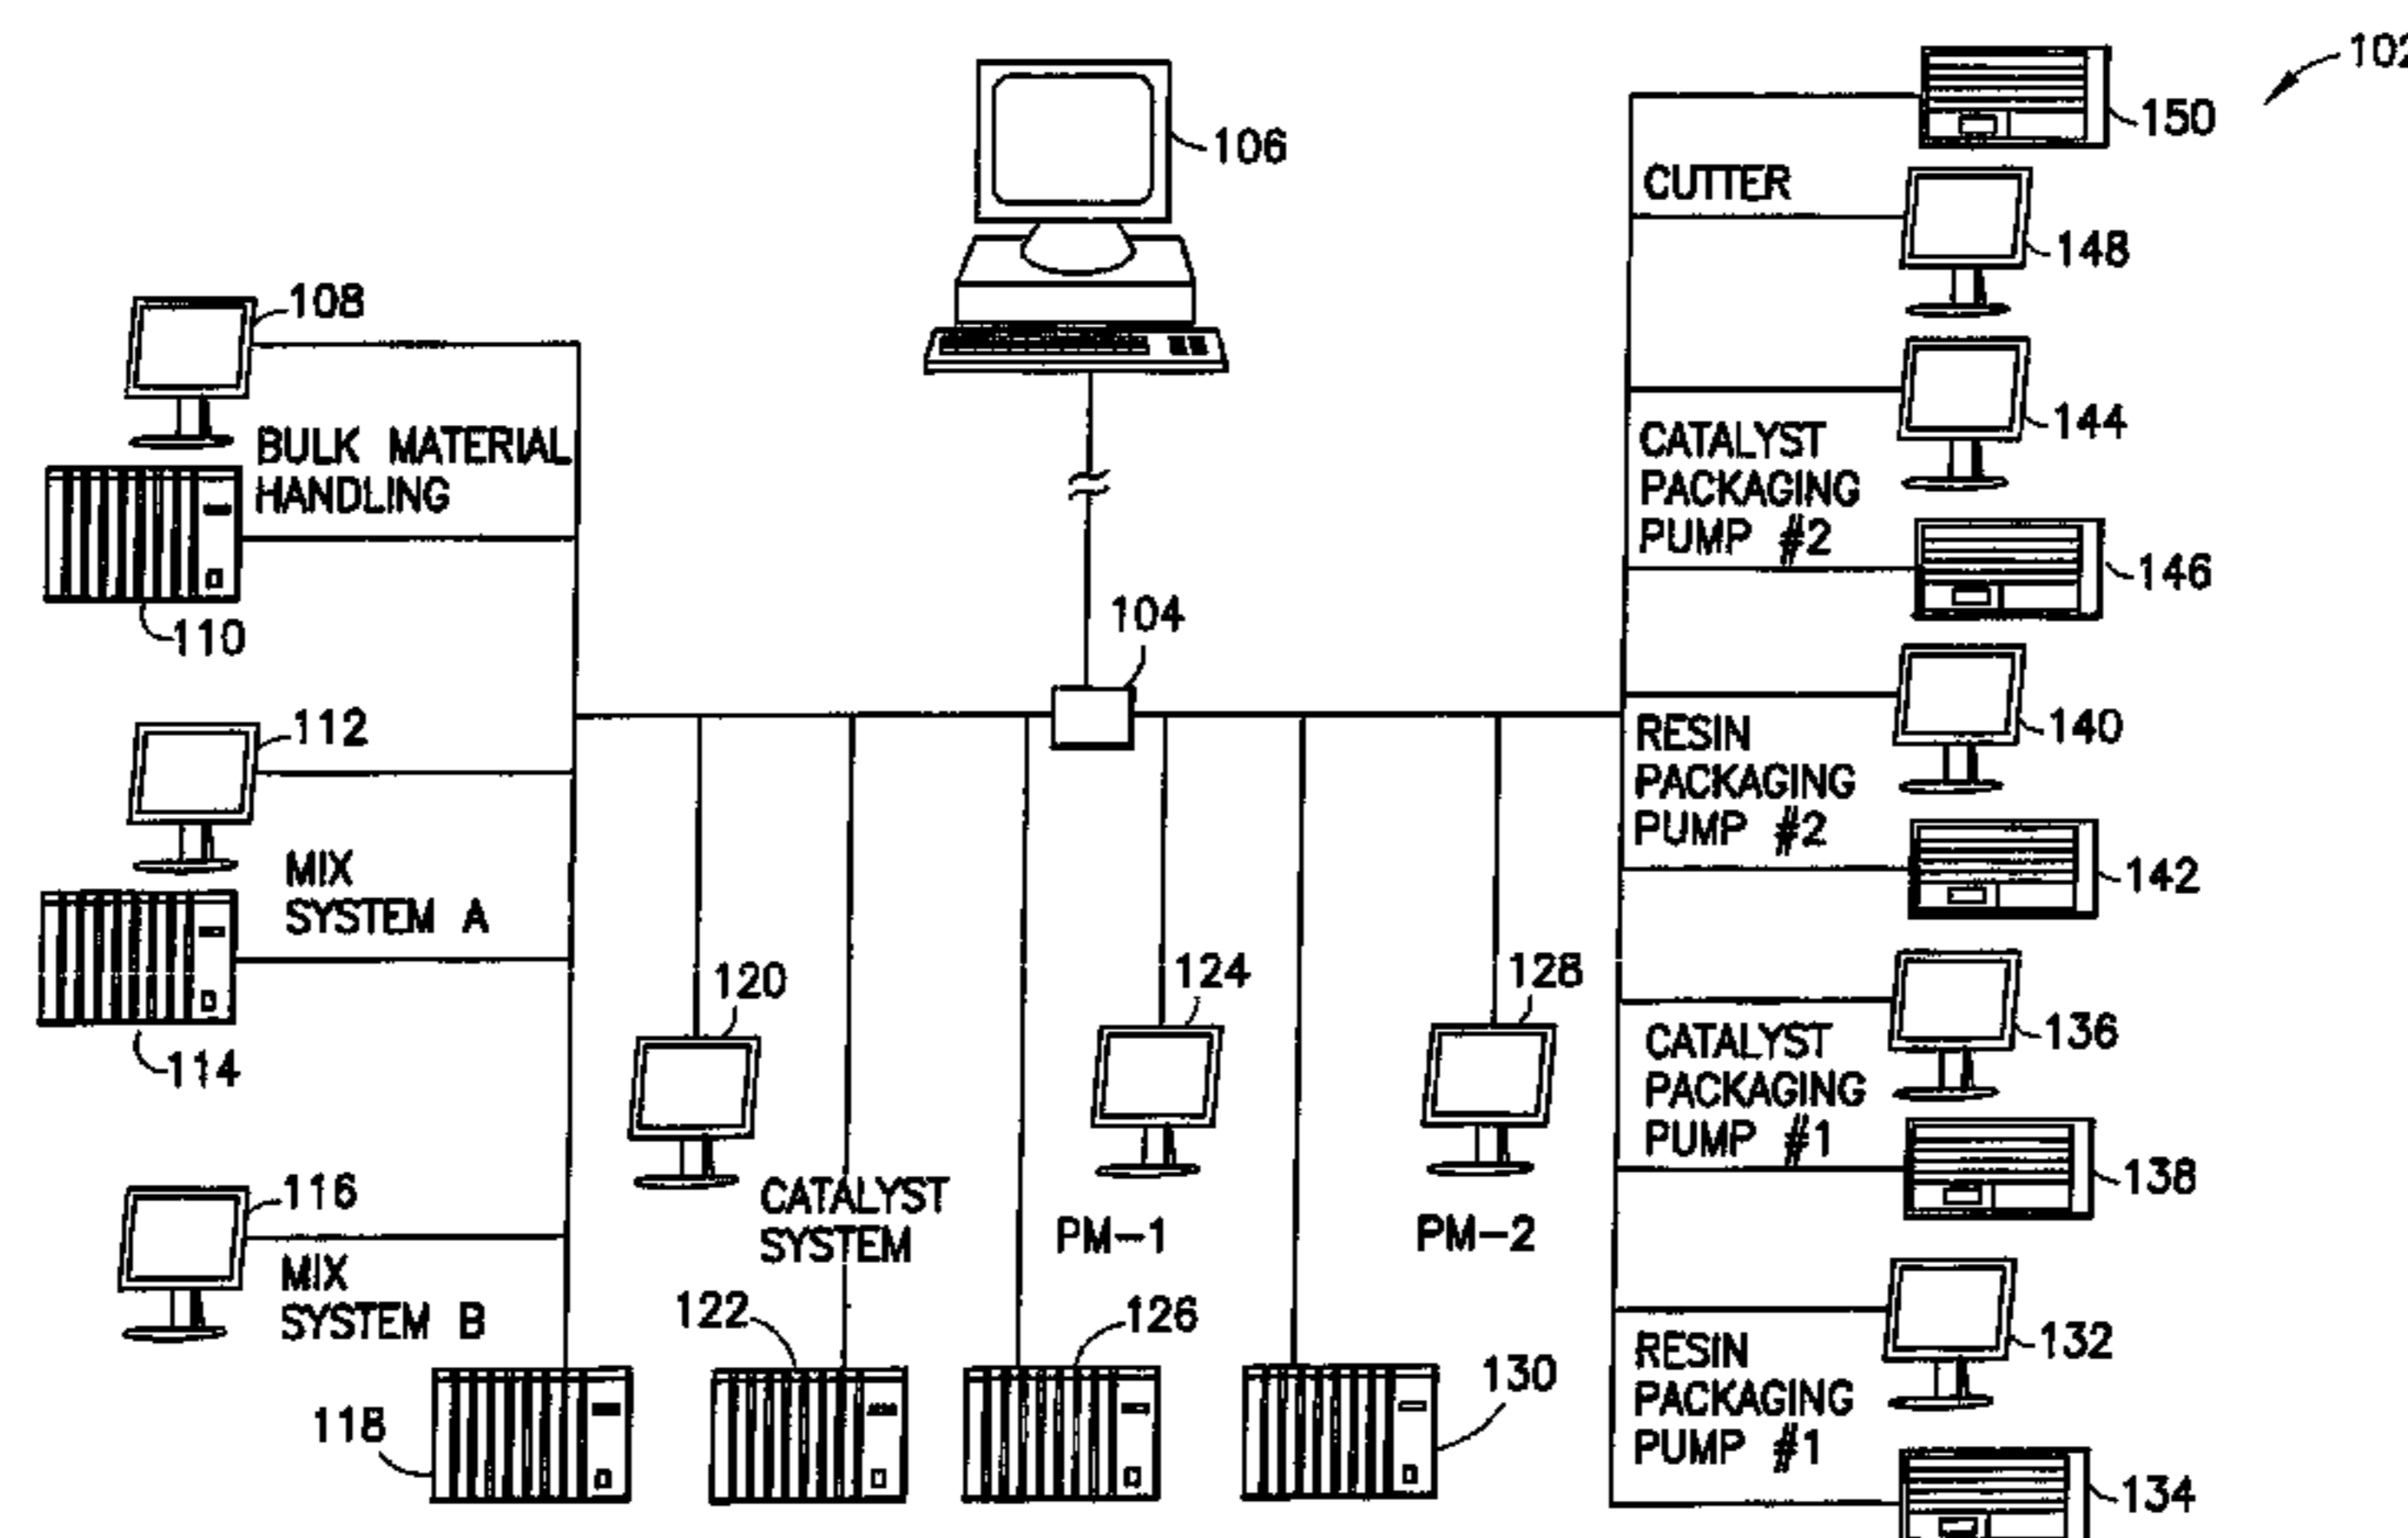 102
150
106
CUTTER
148
108
144
BULK MATERIAL
HANDLING
CATALYST
PACKAGING
PUMP #2
146
110
104
112
RESIN
PACKAGING
PUMP #2
140
142
MIX
SYSTEM A
114
120
124
128
136
CATALYST
PACKAGING
PUMP #1
138
116
MIX
SYSTEM B
CATALYST
SYSTEM
PM-1
PM-2
122
126
132
RESIN
PACKAGING
PUMP #1
118
130
134